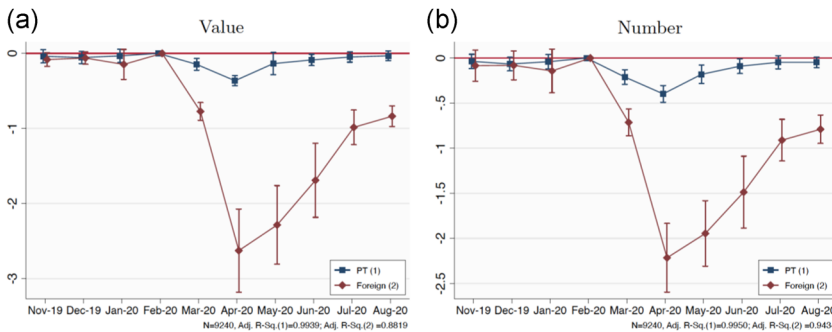 (a)
Value
0
-1
-2
-3
PT (1)
Foreign (2)
Nov-19 Dec-19 Jan-20 Feb-20 Mar-20 Apr-20 May-20 Jun-20 Jul-20 Aug-20
N=9240, Adj. R-Sq.(1)=0.9939; Adj. R-Sq.(2) =0.8819
(b)
Number
0
-.5
-1
-1.5
-2
-2.5
PT (1)
Foreign (2)
Nov-19 Dec-19 Jan-20 Feb-20 Mar-20 Apr-20 May-20 Jun-20 Jul-20 Aug-20
N=9240, Adj. R-Sq.(1)=0.9950; Adj. R-Sq.(2) =0.943